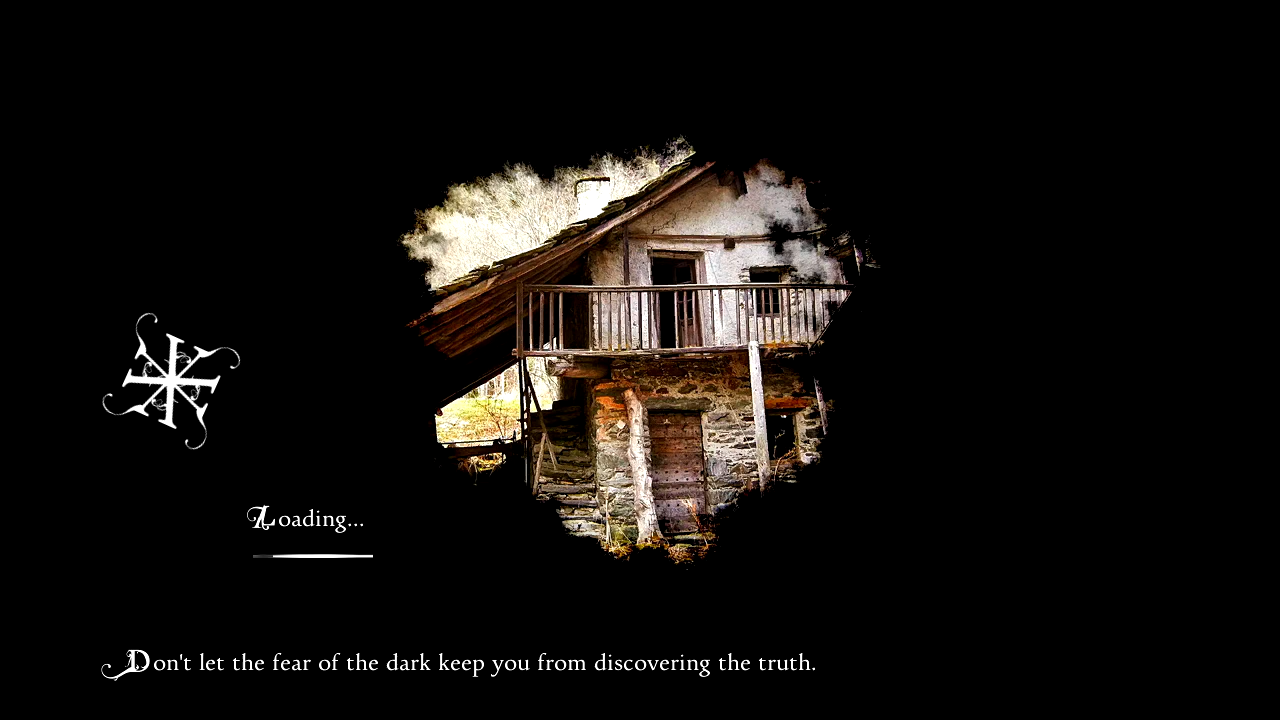 Loading...
Don't let the fear of the dark keep you from discovering the truth.